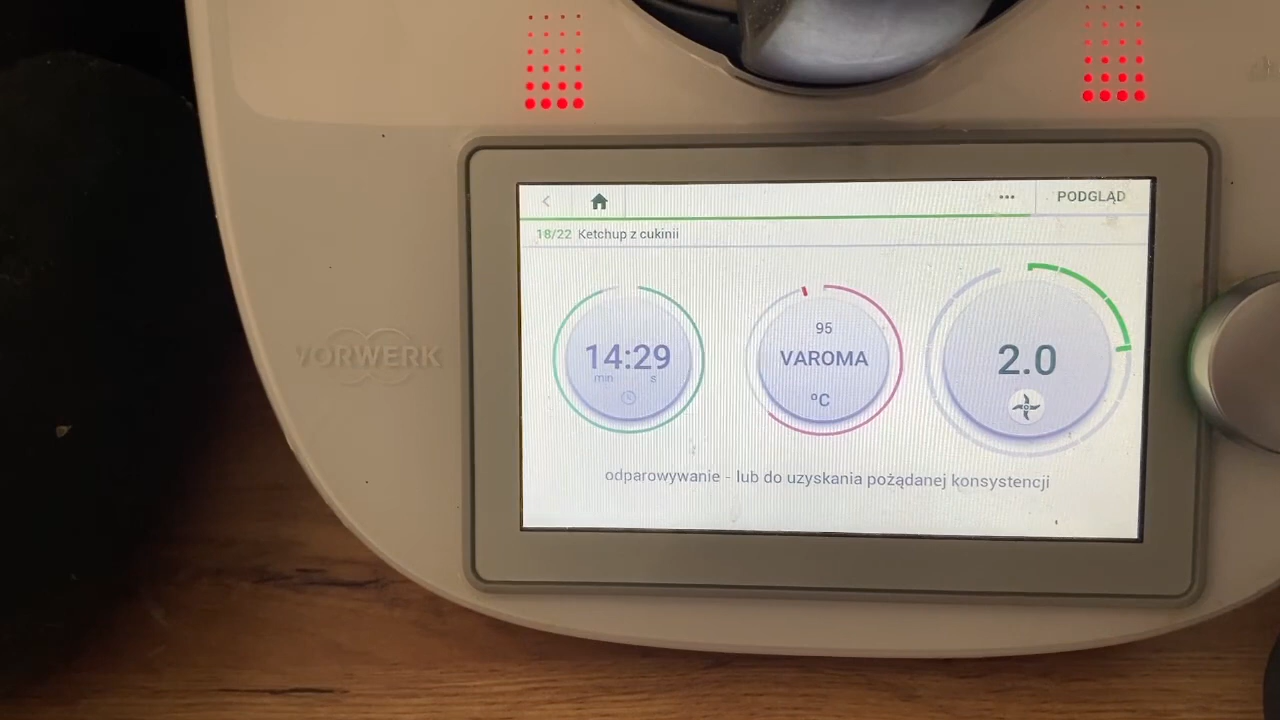 PODGLĄD
18/22 Ketchup z cukinii
14:29
min s
95
VAROMA
ºC
2.0
odparowywanie - lub do uzyskania pożądanej konsystencji
VORWERK